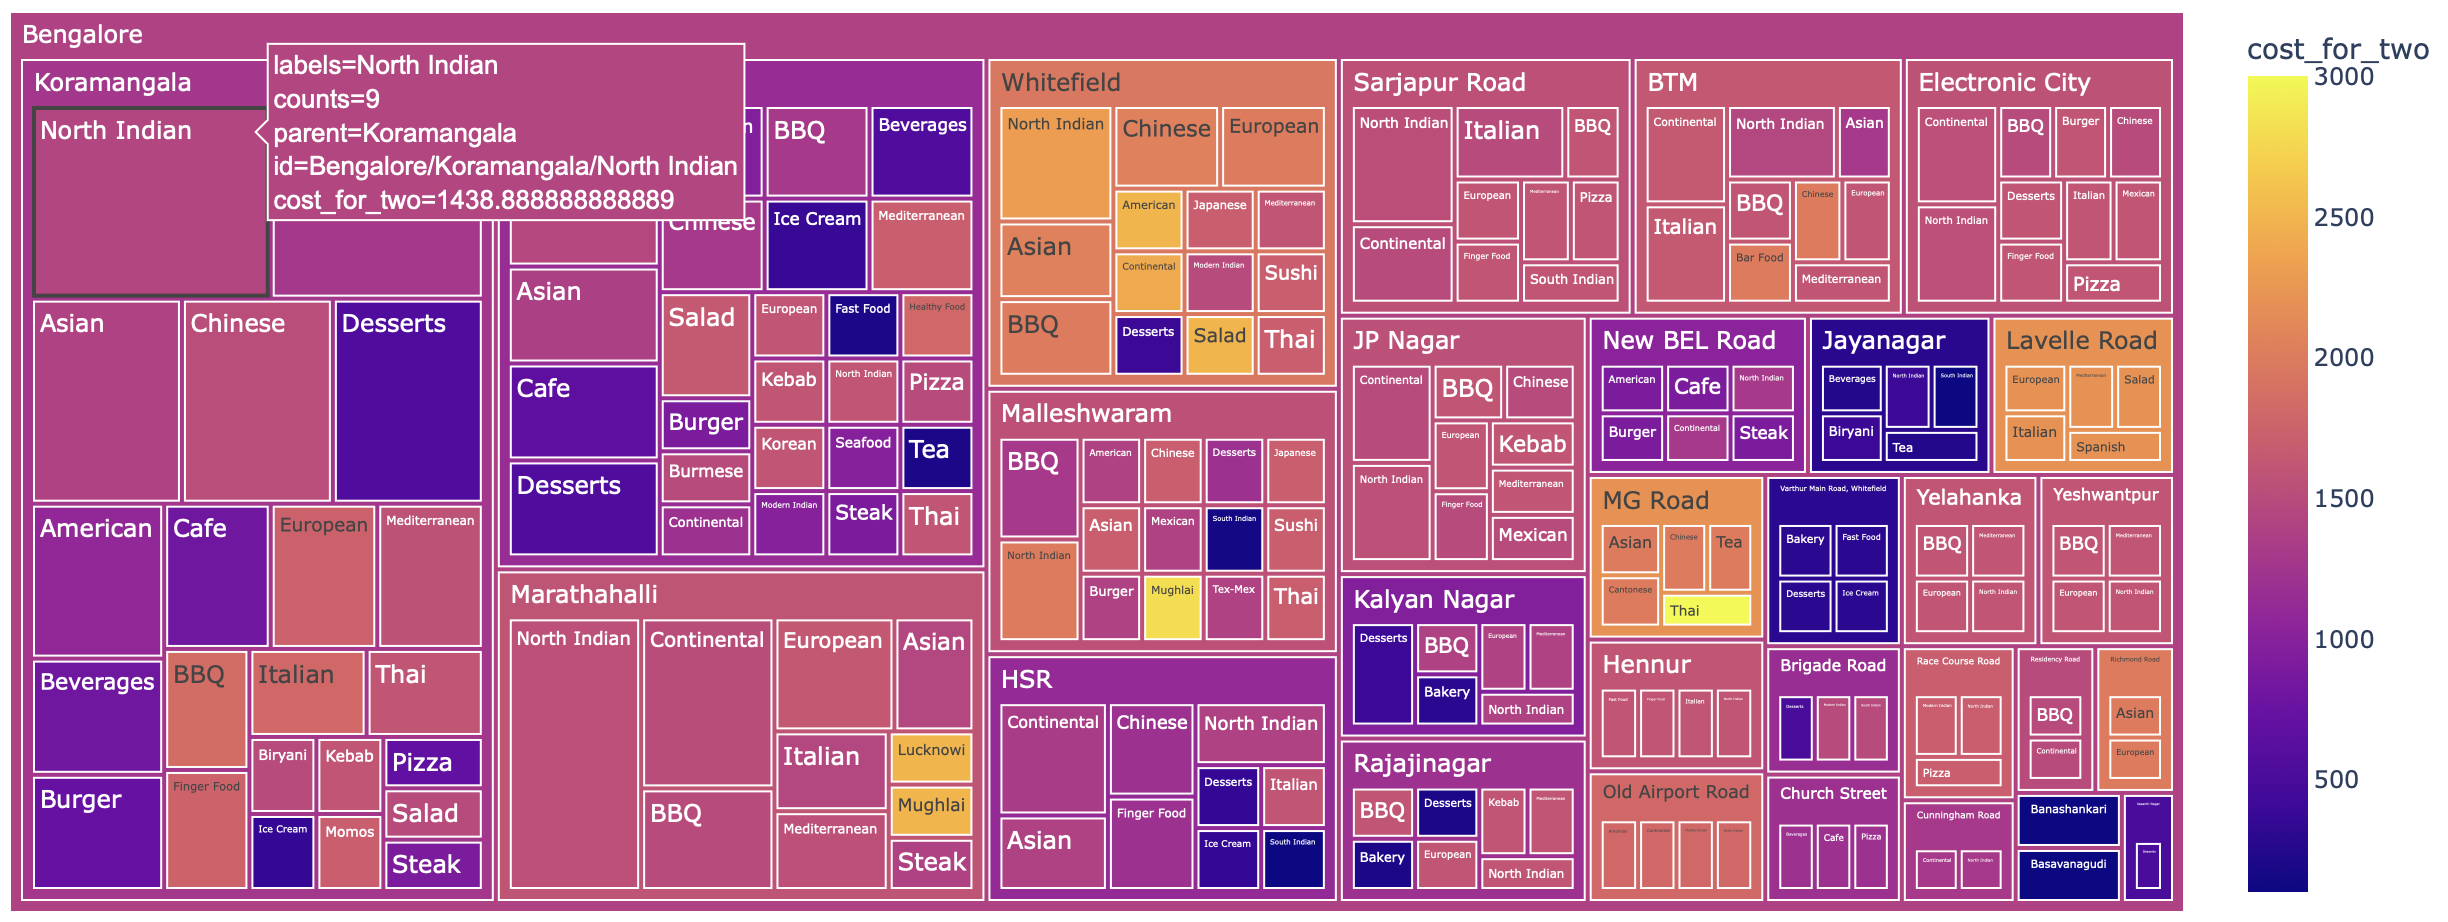 Bengalore
Koramangala
labels=North Indian
counts=9
parent=Koramangala
id=Bengalore/Koramangala/North Indian
cost_for_two=1438.888888888889
North Indian
Asian
Chinese
Desserts
American
Cafe
European
Mediterranean
Beverages
BBQ
Italian
Thai
Burger
Finger Food
Biryani
Kebab
Pizza
Ice Cream
Momos
Salad
Steak
BBQ
Beverages
Chinese
Ice Cream
Mediterranean
Asian
Cafe
Desserts
Salad
European
Fast Food
Healthy Food
Burger
Kebab
North Indian
Pizza
Burmese
Korean
Seafood
Tea
Continental
Modern Indian
Steak
Thai
Marathahalli
North Indian
Continental
BBQ
European
Asian
Italian
Lucknowi
Mughlai
Mediterranean
Steak
Whitefield
North Indian
Chinese
European
Asian
BBQ
American
Japanese
Mediterranean
Continental
Modern Indian
Sushi
Desserts
Salad
Thai
Malleshwaram
BBQ
North Indian
American
Chinese
Desserts
Japanese
Asian
Mexican
South Indian
Sushi
Burger
Mughlai
Tex-Mex
Thai
HSR
Continental
Chinese
North Indian
Asian
Finger Food
Desserts
Italian
Ice Cream
South Indian
Sarjapur Road
North Indian
Italian
BBQ
Continental
European
Mediterranean
Pizza
Finger Food
South Indian
BTM
Continental
North Indian
Asian
Italian
BBQ
Chinese
European
Bar Food
Mediterranean
Electronic City
Continental
BBQ
Burger
Chinese
North Indian
Desserts
Italian
Mexican
Finger Food
Pizza
JP Nagar
Continental
BBQ
Chinese
North Indian
European
Kebab
Finger Food
Mediterranean
Mexican
New BEL Road
American
Cafe
North Indian
Burger
Continental
Steak
Jayanagar
Beverages
North Indian
South Indian
Biryani
Tea
Lavelle Road
European
Mediterranean
Salad
Italian
Spanish
Kalyan Nagar
Desserts
BBQ
European
Mediterranean
Bakery
North Indian
Rajajinagar
BBQ
Desserts
Kebab
Mediterranean
Bakery
European
North Indian
MG Road
Asian
Chinese
Tea
Cantonese
Thai
Varthur Main Road, Whitefield
Bakery
Fast Food
Desserts
Ice Cream
Yelahanka
BBQ
Mediterranean
European
North Indian
Yeshwantpur
BBQ
Mediterranean
European
North Indian
Hennur
Fast Food
Finger Food
Italian
North Indian
Brigade Road
Desserts
Modern Indian
South Indian
Race Course Road
Modern Indian
North Indian
Pizza
Residency Road
BBQ
Continental
Richmond Road
Asian
European
Old Airport Road
American
Continental
Church Street
Beverages
Cafe
Pizza
Cunningham Road
Continental
North Indian
Banashankari
Basavanagudi
Desserts
cost_for_two
3000
2500
2000
1500
1000
500